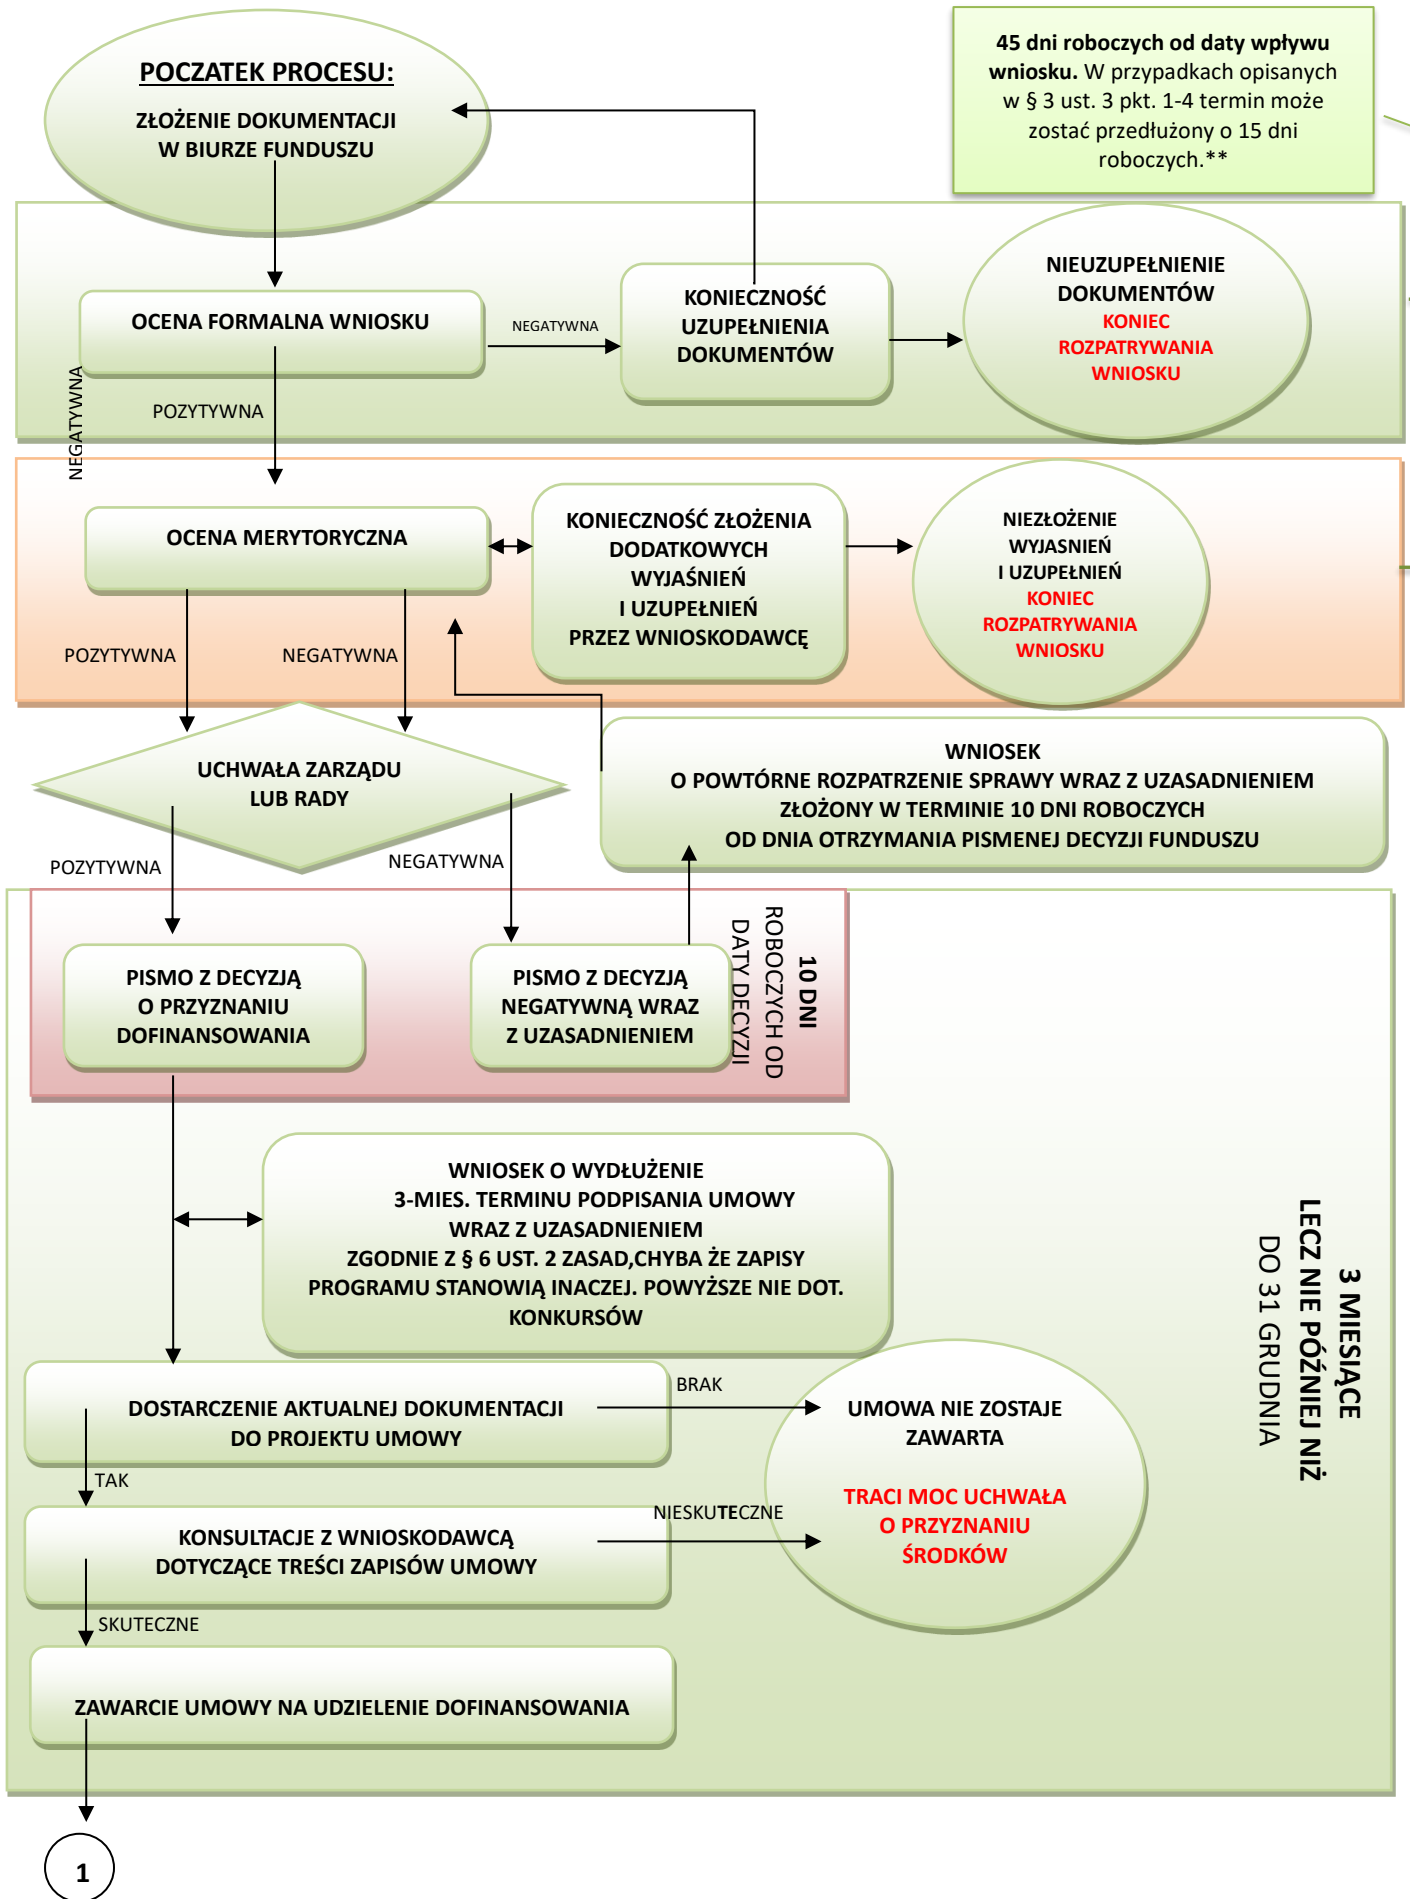 POCZATEK PROCESU:
ZŁOŻENIE DOKUMENTACJI
W BIURZE FUNDUSZU
45 dni roboczych od daty wpływu
wniosku. W przypadkach opisanych
w § 3 ust. 3 pkt. 1-4 termin może
zostać przedłużony o 15 dni
roboczych.**
OCENA FORMALNA WNIOSKU
NEGATYWNA
KONIECZNOŚĆ
UZUPEŁNIENIA
DOKUMENTÓW
NIEUZUPEŁNIENIE
DOKUMENTÓW
KONIEC
ROZPATRYWANIA
WNIOSKU
NEGATYWNA
POZYTYWNA
OCENA MERYTORYCZNA
KONIECZNOŚĆ ZŁOŻENIA
DODATKOWYCH
WYJAŚNIEŃ
I UZUPEŁNIEŃ
PRZEZ WNIOSKODAWCĘ
NIEZŁOŻENIE
WYJASNIEŃ
I UZUPEŁNIEŃ
KONIEC
ROZPATRYWANIA
WNIOSKU
POZYTYWNA
NEGATYWNA
UCHWAŁA ZARZĄDU
LUB RADY
WNIOSEK
O POWTÓRNE ROZPATRZENIE SPRAWY WRAZ Z UZASADNIENIEM
ZŁOŻONY W TERMINIE 10 DNI ROBOCZYCH
OD DNIA OTRZYMANIA PISMENEJ DECYZJI FUNDUSZU
POZYTYWNA
NEGATYWNA
PISMO Z DECYZJĄ
O PRZYZNANIU
DOFINANSOWANIA
PISMO Z DECYZJĄ
NEGATYWNĄ WRAZ
Z UZASADNIENIEM
10 DNI
ROBOCZYCH OD
DATY DECYZJI
WNIOSEK O WYDŁUŻENIE
3-MIES. TERMINU PODPISANIA UMOWY
WRAZ Z UZASADNIENIEM
ZGODNIE Z § 6 UST. 2 ZASAD,CHYBA ŻE ZAPISY
PROGRAMU STANOWIĄ INACZEJ. POWYŻSZE NIE DOT.
KONKURSÓW
3 MIESIĄCE
LECZ NIE PÓŹNIEJ NIŻ
DO 31 GRUDNIA
DOSTARCZENIE AKTUALNEJ DOKUMENTACJI
DO PROJEKTU UMOWY
BRAK
UMOWA NIE ZOSTAJE
ZAWARTA
TRACI MOC UCHWAŁA
O PRZYZNANIU
ŚRODKÓW
TAK
KONSULTACJE Z WNIOSKODAWCĄ
DOTYCZĄCE TREŚCI ZAPISÓW UMOWY
NIESKUTECZNE
SKUTECZNE
ZAWARCIE UMOWY NA UDZIELENIE DOFINANSOWANIA
1